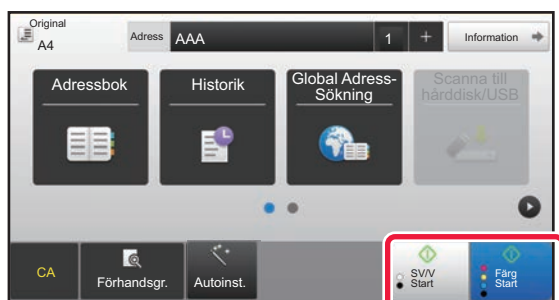 Original
A4
Adress AAA 1 +
Information
Adressbok
Historik
Global Adress-
Sökning
Scanna till
hårddisk/USB
CA
Förhandsgr.
Autoinst.
SV/V
Start
Färg
Start